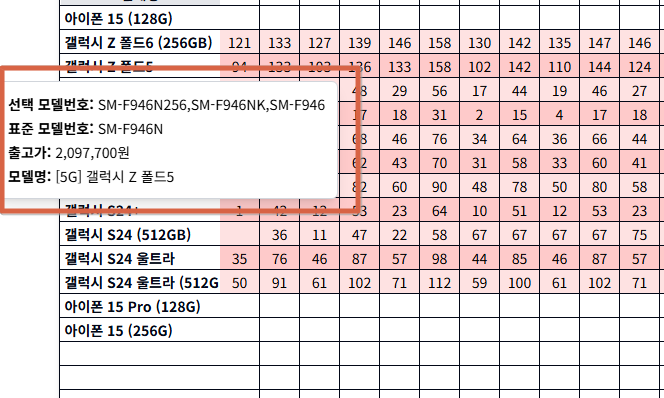 아이폰 15 (128G)
갤럭시 Z 폴드6 (256GB) 121 133 127 139 146 158 130 142 135 147 146
갤럭시 Z 폴드5 133 103 136 133 158 102 142 110 144 124
선택 모델번호: SM-F946N256,SM-F946NK,SM-F946
표준 모델번호: SM-F946N
출고가: 2,097,700원
모델명: [5G] 갤럭시 Z 폴드5
48 29 56 17 44 19 46 27
18 31 2 15 4 17 18
68 46 76 34 64 36 66 44
62 43 70 31 58 33 60 41
82 60 90 48 78 50 80 58
갤럭시 S24+ 1 42 12 53 23 64 10 51 12 53 23
갤럭시 S24 (512GB) 36 11 47 22 58 67 67 67 67 75
갤럭시 S24 울트라 35 76 46 87 57 98 44 85 46 87 57
갤럭시 S24 울트라 (512G 50 91 61 102 71 112 59 100 61 102 71
아이폰 15 Pro (128G)
아이폰 15 (256G)